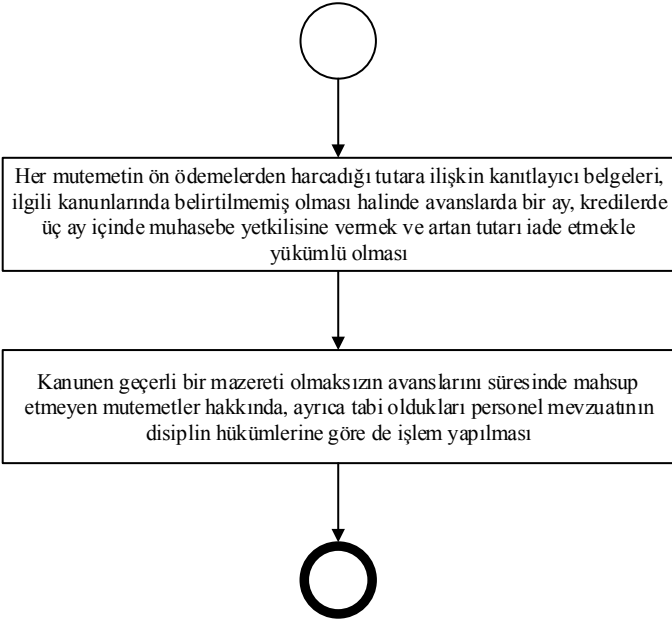 Her mutemetin ön ödemelerden harcadığı tutara ilişkin kanıtlayıcı belgeleri,
ilgili kanunlarında belirtilmemiş olması halinde avanslarda bir ay, kredilerde
üç ay içinde muhasebe yetkilisine vermek ve artan tutarı iade etmekle
yükümlü olması
Kanunen geçerli bir mazereti olmaksızın avanslarını süresinde mahsup
etmeyen mutemetler hakkında, ayrıca tabi oldukları personel mevzuatının
disiplin hükümlerine göre de işlem yapılması